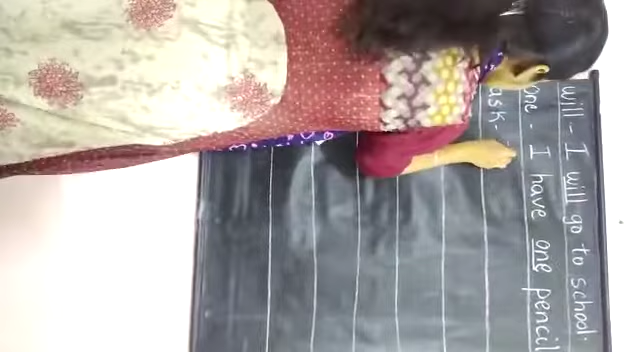 will - I will go to school.
one - I have one pencil
ask -